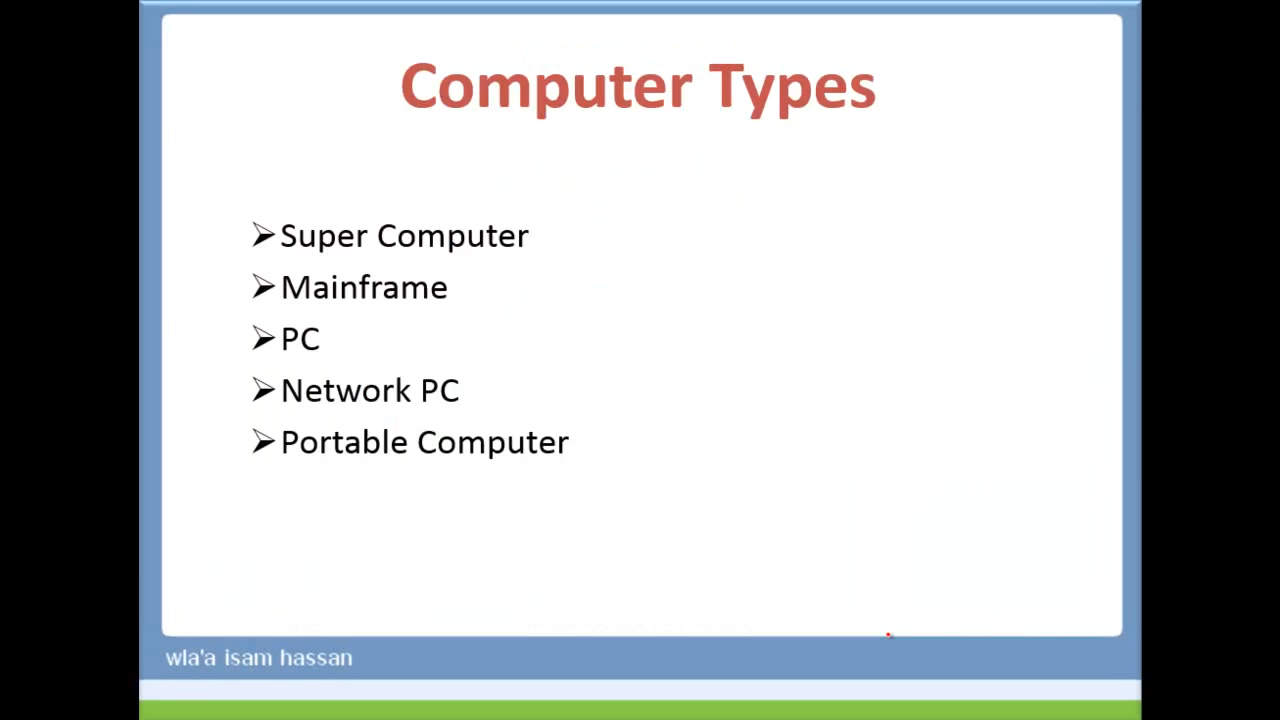 Computer Types
➢Super Computer
➢Mainframe
➢PC
➢Network PC
➢Portable Computer
wla'a isam hassan